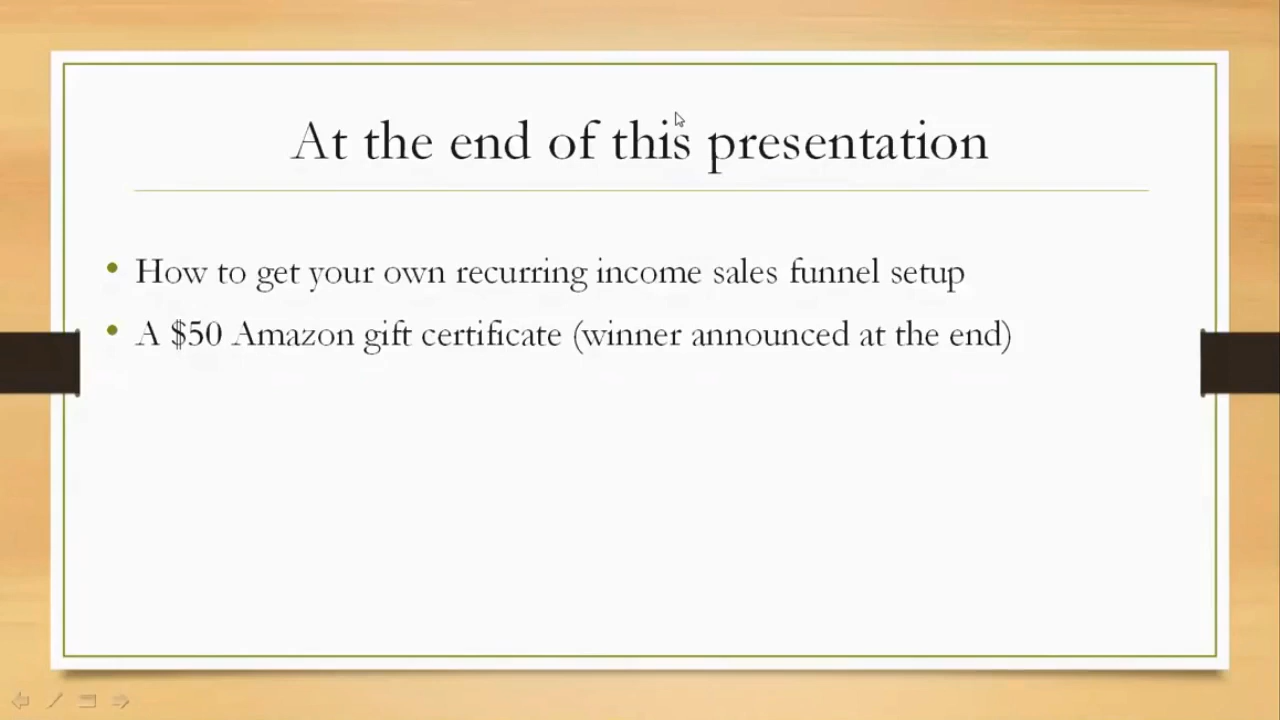 At the end of this presentation
• How to get your own recurring income sales funnel setup
• A $50 Amazon gift certificate (winner announced at the end)